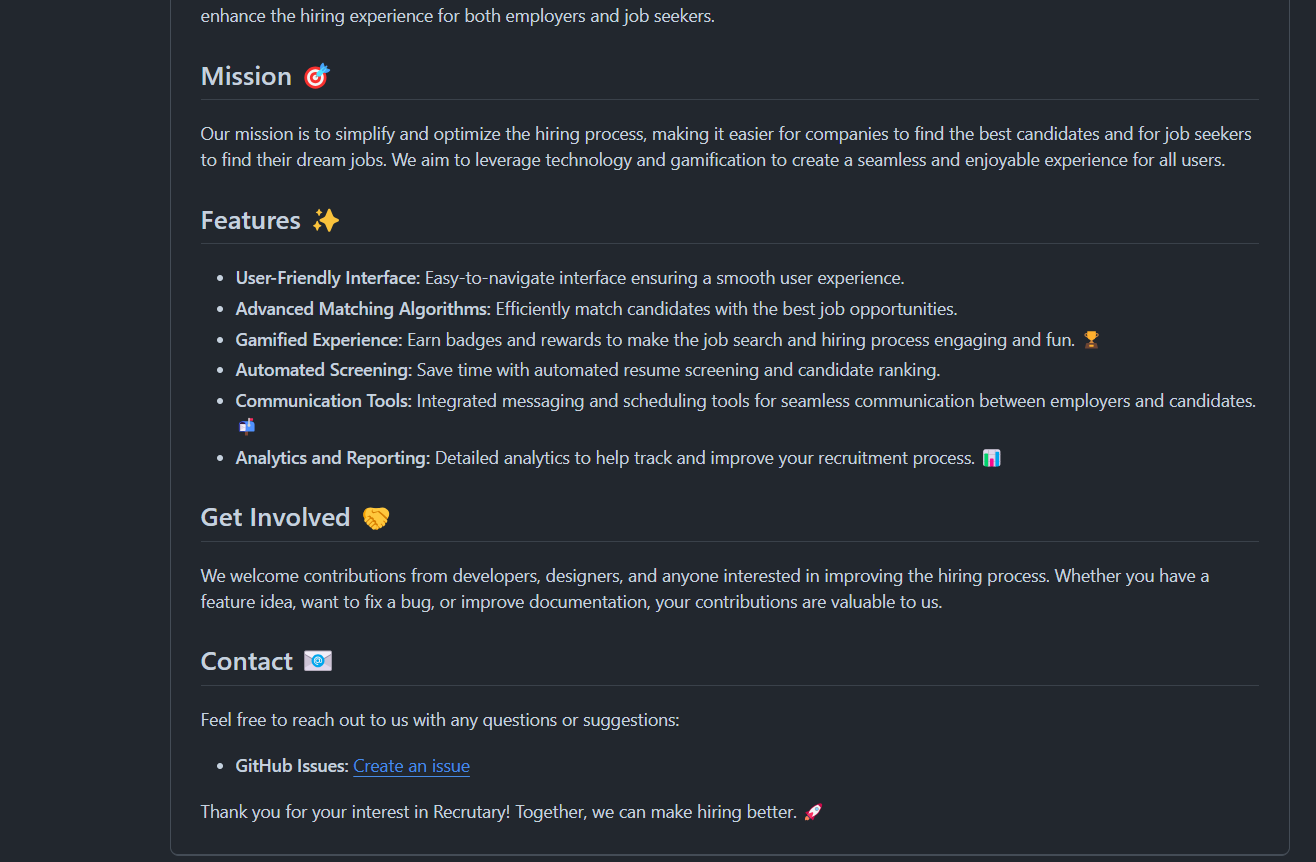 enhance the hiring experience for both employers and job seekers.
Mission 🎯
Our mission is to simplify and optimize the hiring process, making it easier for companies to find the best candidates and for job seekers
to find their dream jobs. We aim to leverage technology and gamification to create a seamless and enjoyable experience for all users.
Features ✨
• User-Friendly Interface: Easy-to-navigate interface ensuring a smooth user experience.
• Advanced Matching Algorithms: Efficiently match candidates with the best job opportunities.
• Gamified Experience: Earn badges and rewards to make the job search and hiring process engaging and fun. 🏆
• Automated Screening: Save time with automated resume screening and candidate ranking.
• Communication Tools: Integrated messaging and scheduling tools for seamless communication between employers and candidates.
📬
• Analytics and Reporting: Detailed analytics to help track and improve your recruitment process. 📊
Get Involved 🤝
We welcome contributions from developers, designers, and anyone interested in improving the hiring process. Whether you have a
feature idea, want to fix a bug, or improve documentation, your contributions are valuable to us.
Contact 📧
Feel free to reach out to us with any questions or suggestions:
• GitHub Issues: Create an issue
Thank you for your interest in Recrutary! Together, we can make hiring better. 🚀